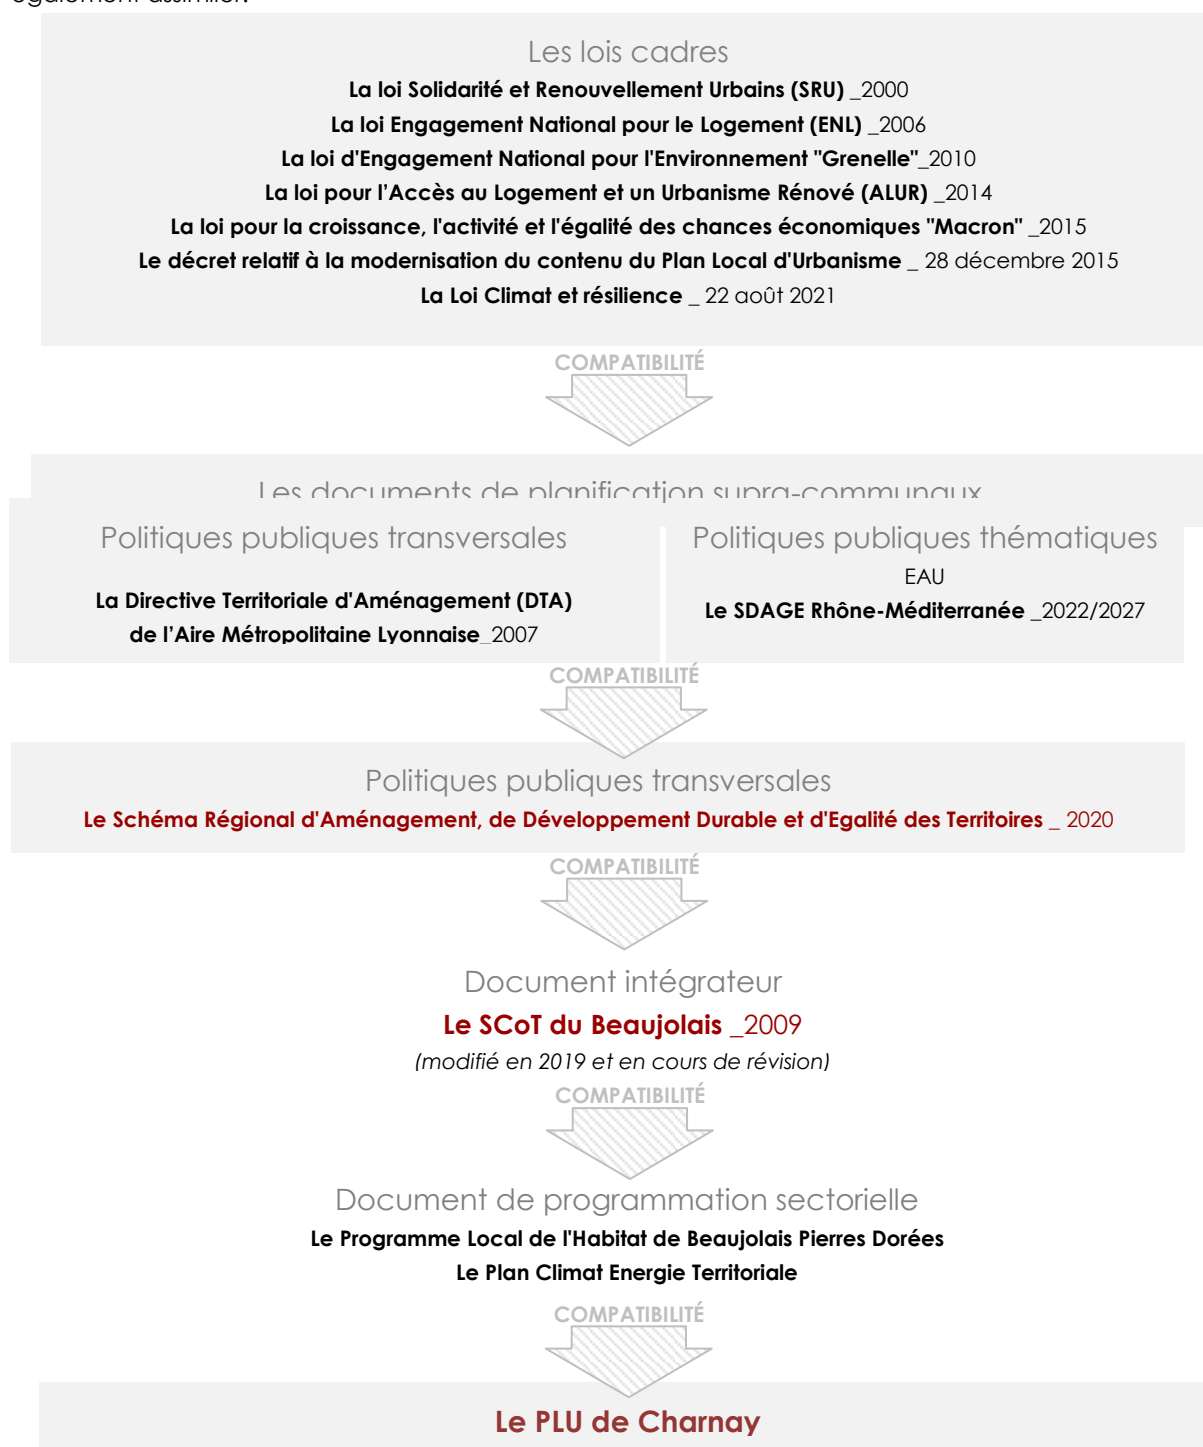 également assimiler.
Les lois cadres
La loi Solidarité et Renouvellement Urbains (SRU) _2000
La loi Engagement National pour le Logement (ENL) _2006
La loi d'Engagement National pour l'Environnement "Grenelle"_2010
La loi pour l’Accès au Logement et un Urbanisme Rénové (ALUR) _2014
La loi pour la croissance, l'activité et l'égalité des chances économiques "Macron" _2015
Le décret relatif à la modernisation du contenu du Plan Local d'Urbanisme _ 28 décembre 2015
La Loi Climat et résilience _ 22 août 2021
COMPATIBILITÉ
Les documents de planification supra-communaux
Politiques publiques transversales
La Directive Territoriale d'Aménagement (DTA)
de l’Aire Métropolitaine Lyonnaise_2007
Politiques publiques thématiques
EAU
Le SDAGE Rhône-Méditerranée _2022/2027
COMPATIBILITÉ
Politiques publiques transversales
Le Schéma Régional d'Aménagement, de Développement Durable et d'Egalité des Territoires _ 2020
COMPATIBILITÉ
Document intégrateur
Le SCoT du Beaujolais _2009
(modifié en 2019 et en cours de révision)
COMPATIBILITÉ
Document de programmation sectorielle
Le Programme Local de l'Habitat de Beaujolais Pierres Dorées
Le Plan Climat Energie Territoriale
COMPATIBILITÉ
Le PLU de Charnay